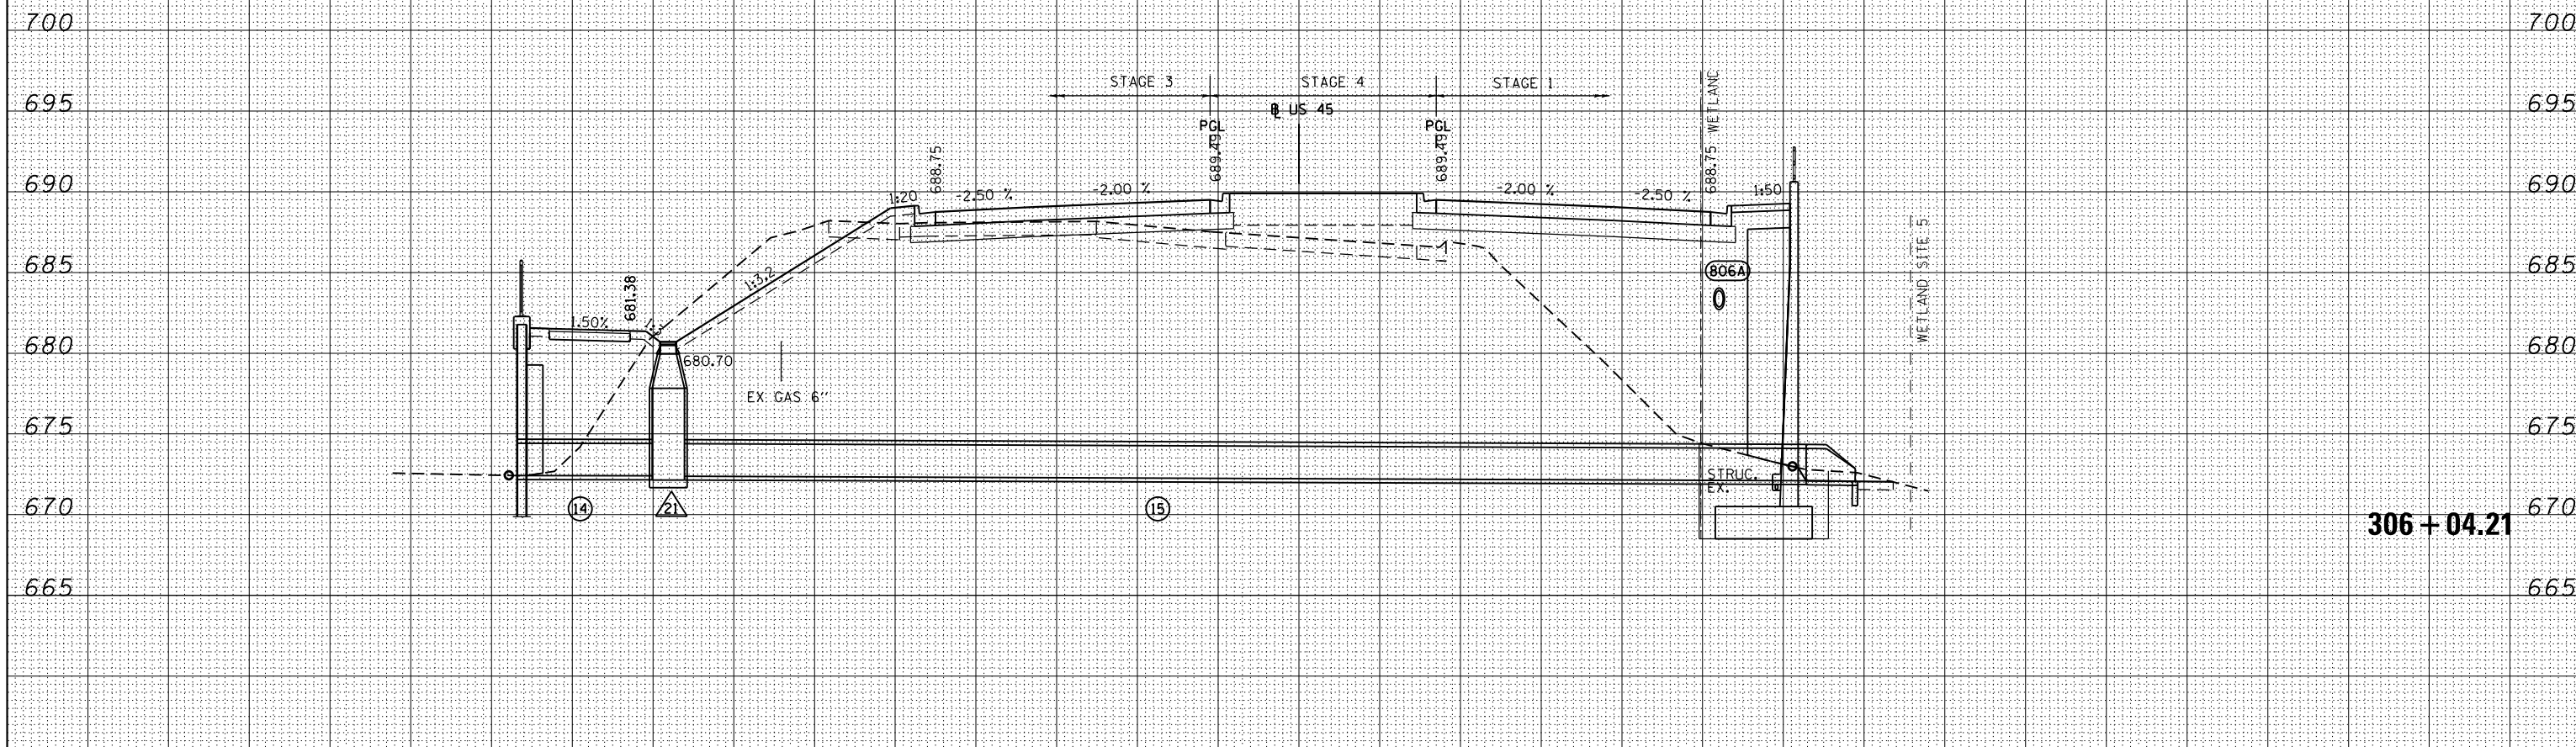 700 700
STAGE 3 STAGE 4 STAGE 1
695 695
℄ US 45
WETLAND
PGL PGL
689.49 689.49
688.75 688.75
690 690
1:20 -2.50 % -2.00 % -2.00 % -2.50 % 1:50
685 685
1:3.2
806A
0
WETLAND SITE 5
681.38
1.50%
680 680
680.70
EX GAS 6"
675 675
STRUC.
EX.
670 670
14 21 15
306 + 04.21
665 665